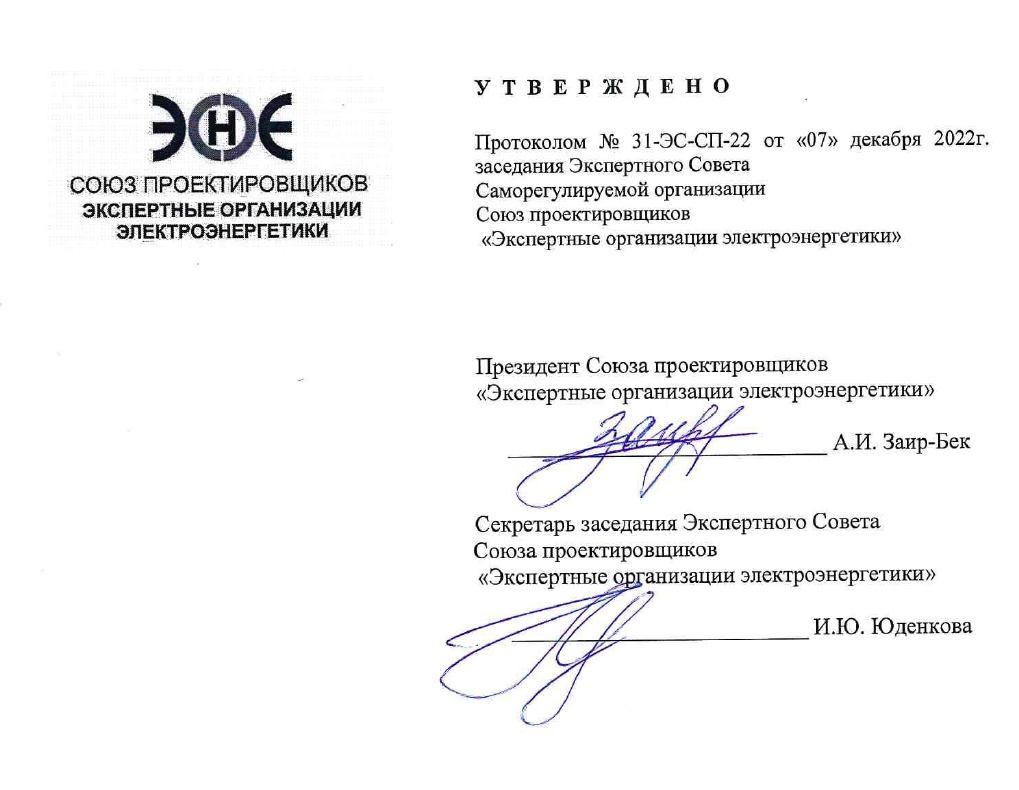 ЭНЕ
СОЮЗ ПРОЕКТИРОВЩИКОВ
ЭКСПЕРТНЫЕ ОРГАНИЗАЦИИ
ЭЛЕКТРОЭНЕРГЕТИКИ
УТВЕРЖДЕНО
Протоколом № 31-ЭС-СП-22 от «07» декабря 2022г.
заседания Экспертного Совета
Саморегулируемой организации
Союз проектировщиков
«Экспертные организации электроэнергетики»
Президент Союза проектировщиков
«Экспертные организации электроэнергетики»
А.И. Заир-Бек
Секретарь заседания Экспертного Совета
Союза проектировщиков
«Экспертные организации электроэнергетики»
И.Ю. Юденкова